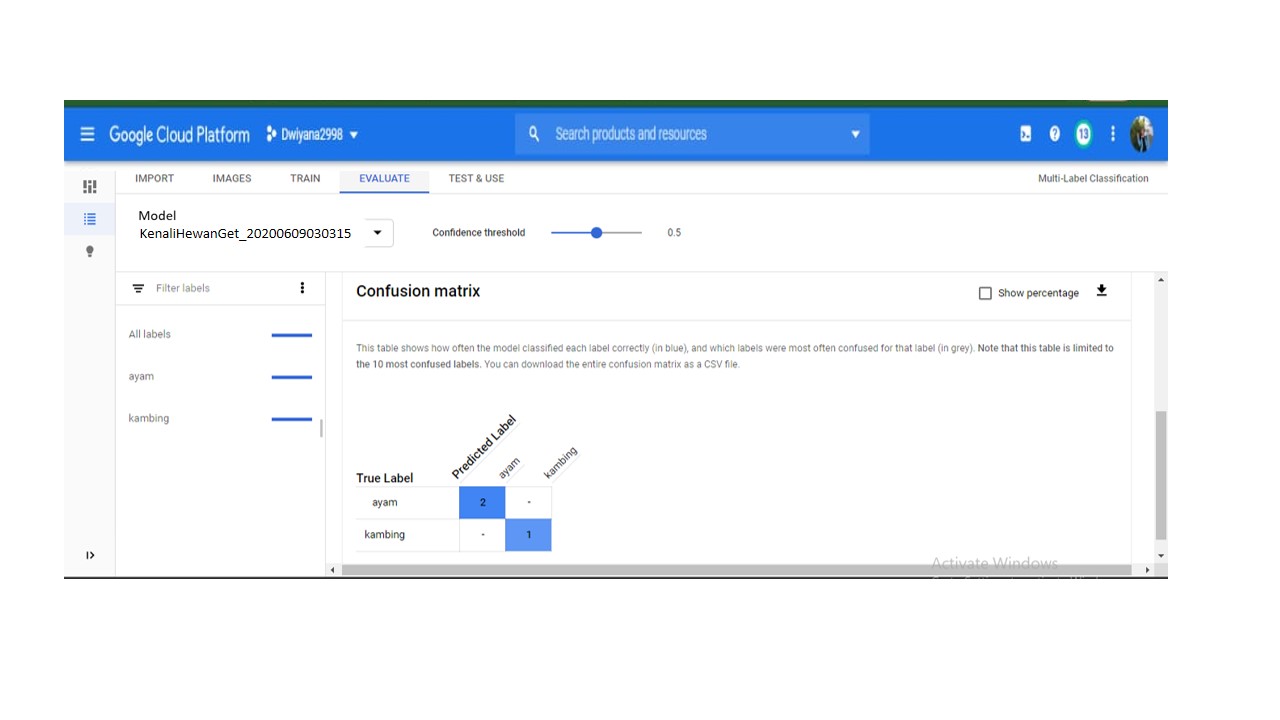 Google Cloud Platform Dwiyana2998 Search products and resources 13
IMPORT IMAGES TRAIN EVALUATE TEST & USE Multi-Label Classification
Model
KenaliHewanGet_20200609030315 Confidence threshold 0.5
Filter labels
All labels
ayam
kambing
Confusion matrix Show percentage
This table shows how often the model classified each label correctly (in blue), and which labels were most often confused for that label (in grey). Note that this table is limited to
the 10 most confused labels. You can download the entire confusion matrix as a CSV file.
True Label Predicted Label ayam kambing
ayam 2 -
kambing - 1
Activate Windows